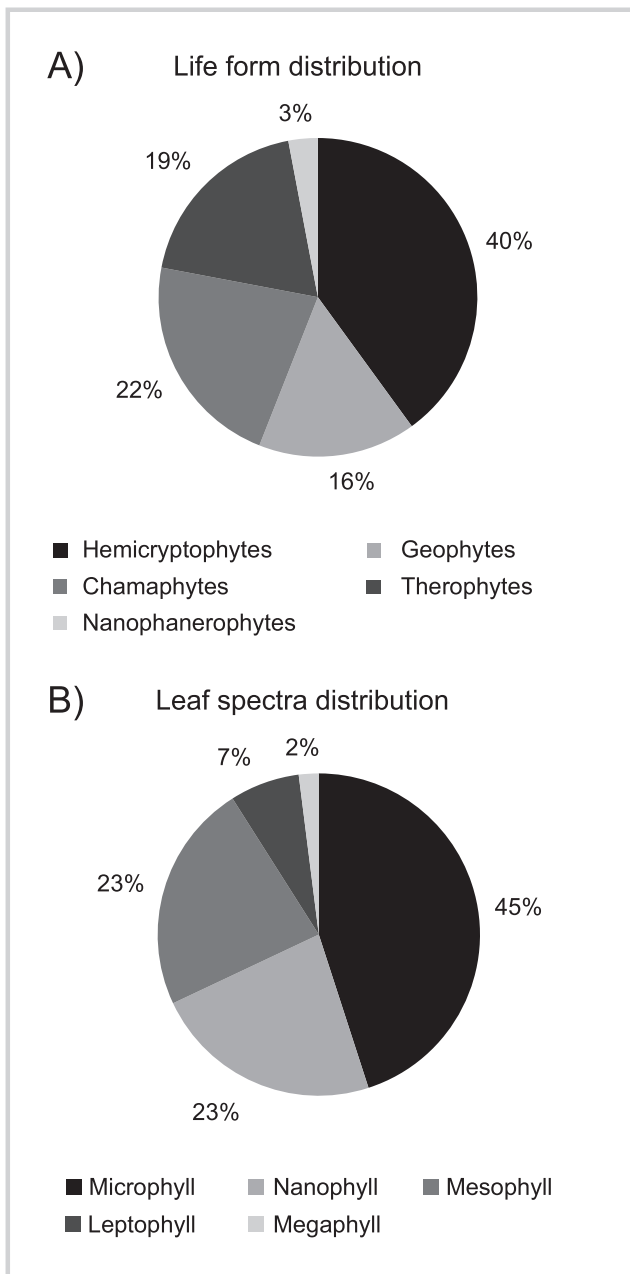 A) Life form distribution
3%
19%
40%
22%
16%
Hemicryptophytes Geophytes
Chamaphytes Therophytes
Nanophanerophytes
B) Leaf spectra distribution
7% 2%
23%
45%
23%
Microphyll Nanophyll Mesophyll
Leptophyll Megaphyll